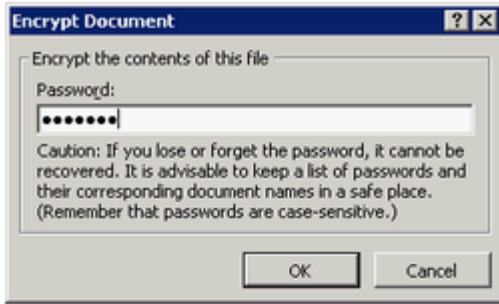 Encrypt Document
Encrypt the contents of this file
Password:
●●●●●●●
Caution: If you lose or forget the password, it cannot be
recovered. It is advisable to keep a list of passwords and
their corresponding document names in a safe place.
(Remember that passwords are case-sensitive.)
OK Cancel